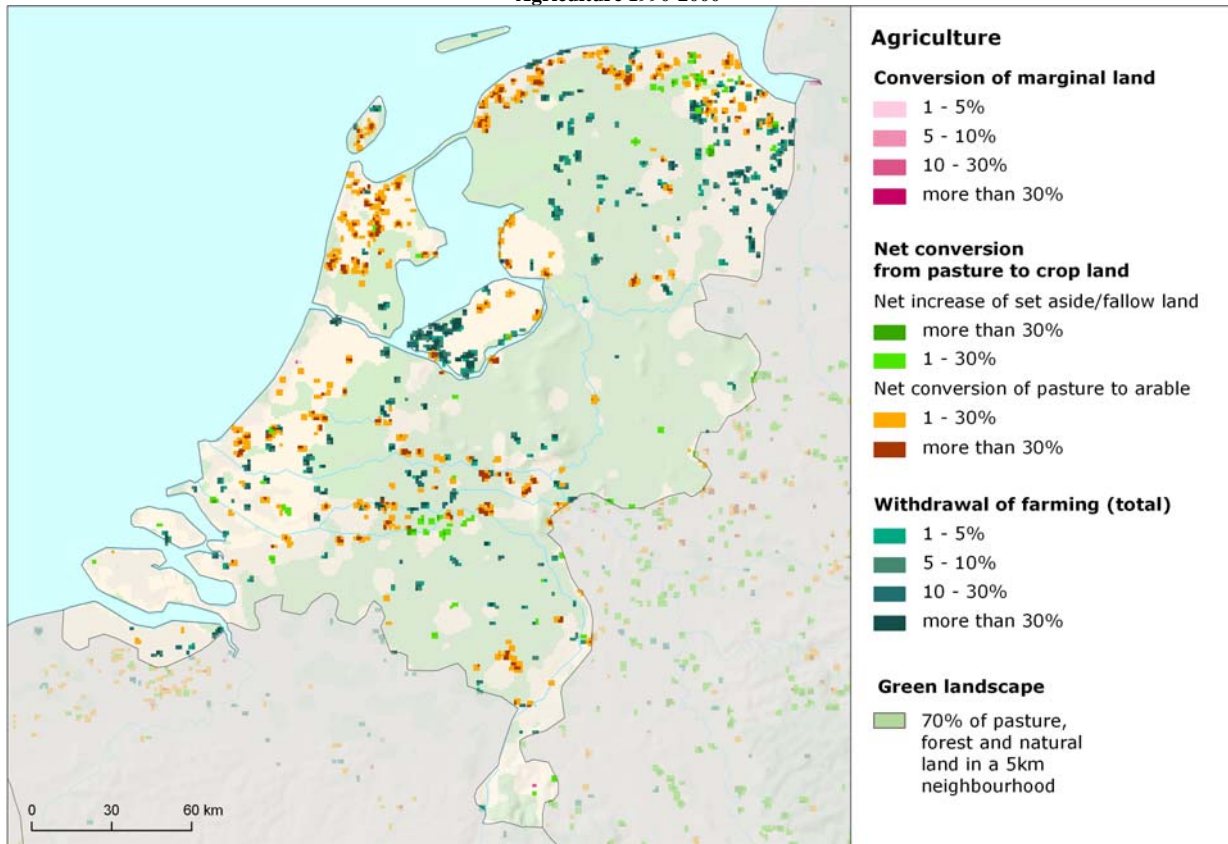 Agriculture 1990-2000
Agriculture
Conversion of marginal land
1 - 5%
5 - 10%
10 - 30%
more than 30%
Net conversion
from pasture to crop land
Net increase of set aside/fallow land
more than 30%
1 - 30%
Net conversion of pasture to arable
1 - 30%
more than 30%
Withdrawal of farming (total)
1 - 5%
5 - 10%
10 - 30%
more than 30%
Green landscape
70% of pasture,
forest and natural
land in a 5km
neighbourhood
0 30 60 km